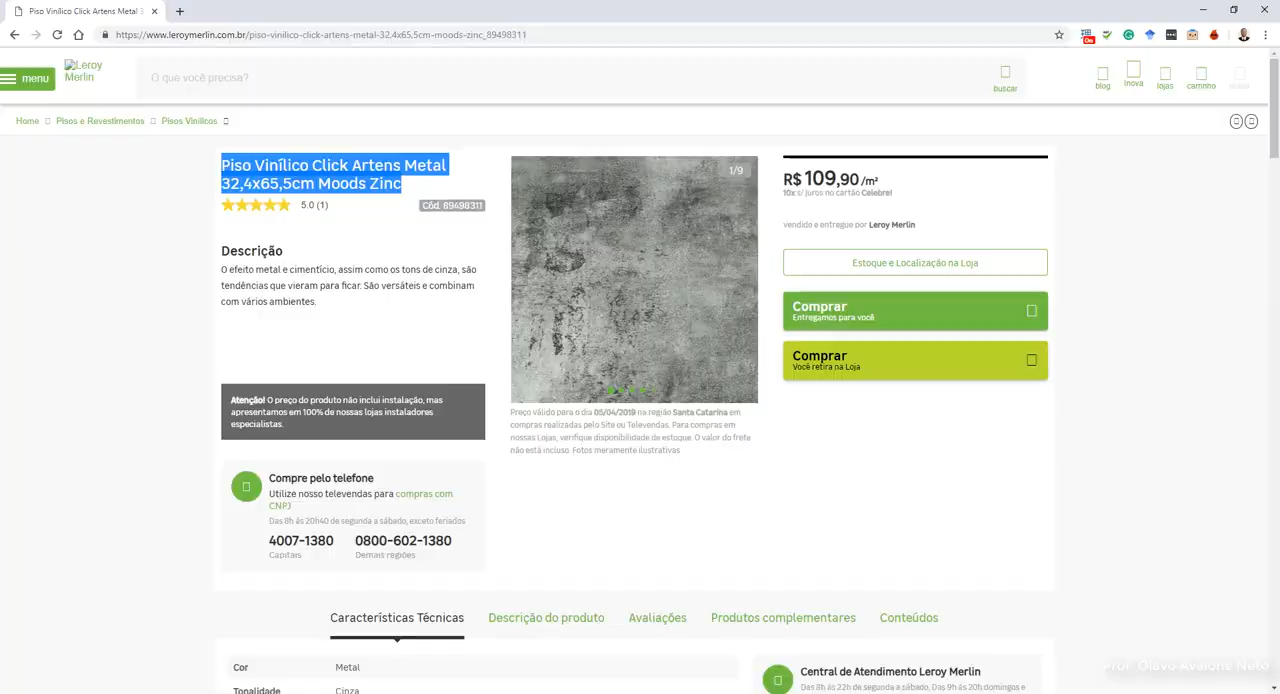 Piso Vinílico Click Artens Metal 3
https://www.leroymerlin.com.br/piso-vinilico-click-artens-metal-32,4x65,5cm-moods-zinc_89498311
On
menu
Leroy
Merlin
O que você precisa?
buscar
blog
inova
lojas
carrinho
Home
Pisos e Revestimentos
Pisos Vinílicos
Piso Vinílico Click Artens Metal
32,4x65,5cm Moods Zinc
5.0 (1)
Cód. 89498311
Descrição
O efeito metal e cimentício, assim como os tons de cinza, são
tendências que vieram para ficar. São versáteis e combinam
com vários ambientes.
Atenção! O preço do produto não inclui instalação, mas
apresentamos em 100% de nossas lojas instaladores
especialistas.
Compre pelo telefone
Utilize nosso televendas para compras com
CNPJ
Das 8h às 20h40 de segunda a sábado, exceto feriados
4007-1380 0800-602-1380
Capitais Demais regiões
1/9
Preço válido para o dia 05/04/2019 na região Santa Catarina em
compras realizadas pelo Site ou Televendas. Para compras em
nossas Lojas, verifique disponibilidade de estoque. O valor do frete
não está incluso. Fotos meramente ilustrativas
R$ 109,90 /m²
10x s/ juros no cartão Celebre!
vendido e entregue por Leroy Merlin
Estoque e Localização na Loja
Comprar
Entregamos para você
Comprar
Você retira na Loja
Características Técnicas
Descrição do produto
Avaliações
Produtos complementares
Conteúdos
Cor Metal
Tonalidade Cinza
Central de Atendimento Leroy Merlin
Das 8h às 22h de segunda a sábado, Das 9h às 20h domingos e
Prof. Olavo Avalone Neto